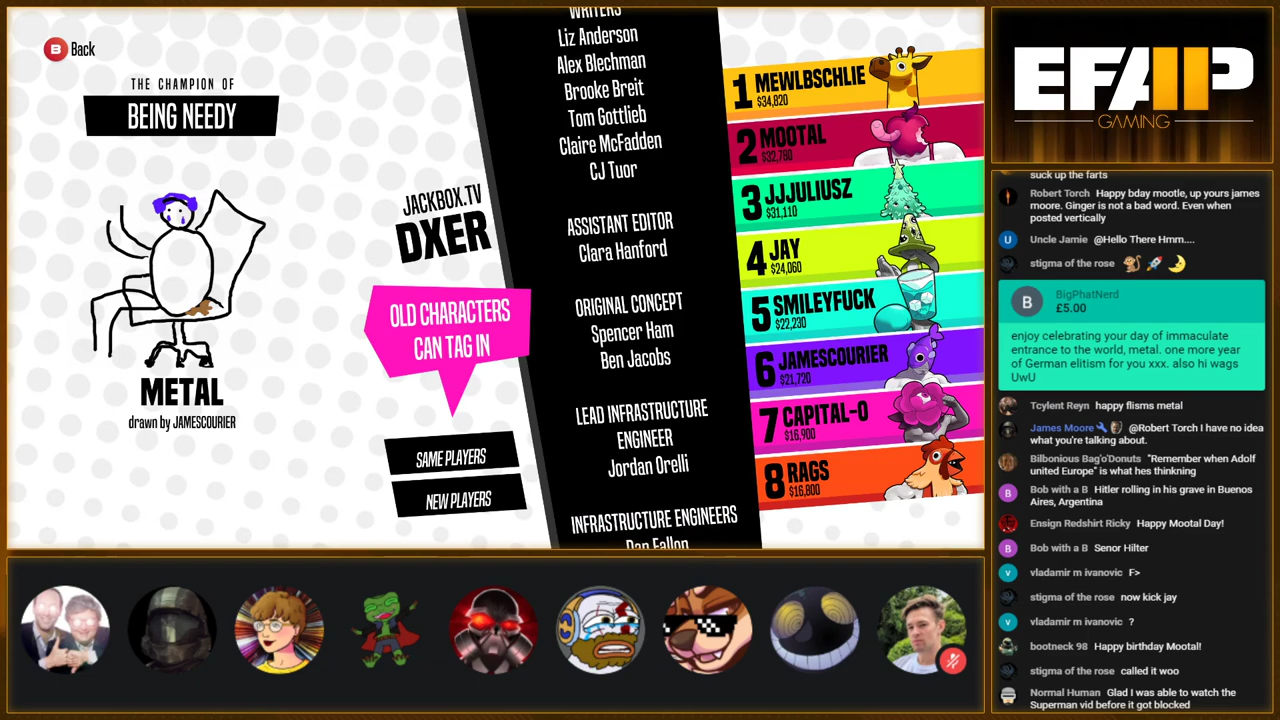 B Back
THE CHAMPION OF
BEING NEEDY
METAL
drawn by JAMESCOURIER
JACKBOX.TV
DXER
OLD CHARACTERS
CAN TAG IN
SAME PLAYERS
NEW PLAYERS
WRITERS
Liz Anderson
Alex Blechman
Brooke Breit
Tom Gottlieb
Claire McFadden
CJ Tuor
ASSISTANT EDITOR
Clara Hanford
ORIGINAL CONCEPT
Spencer Ham
Ben Jacobs
LEAD INFRASTRUCTURE
ENGINEER
Jordan Orelli
INFRASTRUCTURE ENGINEERS
Dan Fallon
1 MEWLBSCHLIE
$34,820
2 MOOTAL
$32,780
3 JJJULIUSZ
$31,110
4 JAY
$24,060
5 SMILEYFUCK
$22,230
6 JAMESCOURIER
$21,720
7 CAPITAL-O
$16,900
8 RAGS
$16,800
EFAP
GAMING
suck up the farts
Robert Torch Happy bday mootle, up yours james
moore. Ginger is not a bad word. Even when
posted vertically
U Uncle Jamie @Hello There Hmm....
stigma of the rose 🐒 🚀 🌛
B BigPhatNerd
£5.00
enjoy celebrating your day of immaculate
entrance to the world, metal. one more year
of German elitism for you xxx. also hi wags
UwU
Tcylent Reyn happy flisms metal
James Moore @Robert Torch I have no idea
what you're talking about.
Bilbonious Bag'o'Donuts "Remember when Adolf
united Europe" is what hes thinkning
B Bob with a B Hitler rolling in his grave in Buenos
Aires, Argentina
Ensign Redshirt Ricky Happy Mootal Day!
B Bob with a B Senor Hilter
v vladamir m ivanovic F>
stigma of the rose now kick jay
v vladamir m ivanovic ?
bootneck 98 Happy birthday Mootal!
stigma of the rose called it woo
Normal Human Glad I was able to watch the
Superman vid before it got blocked